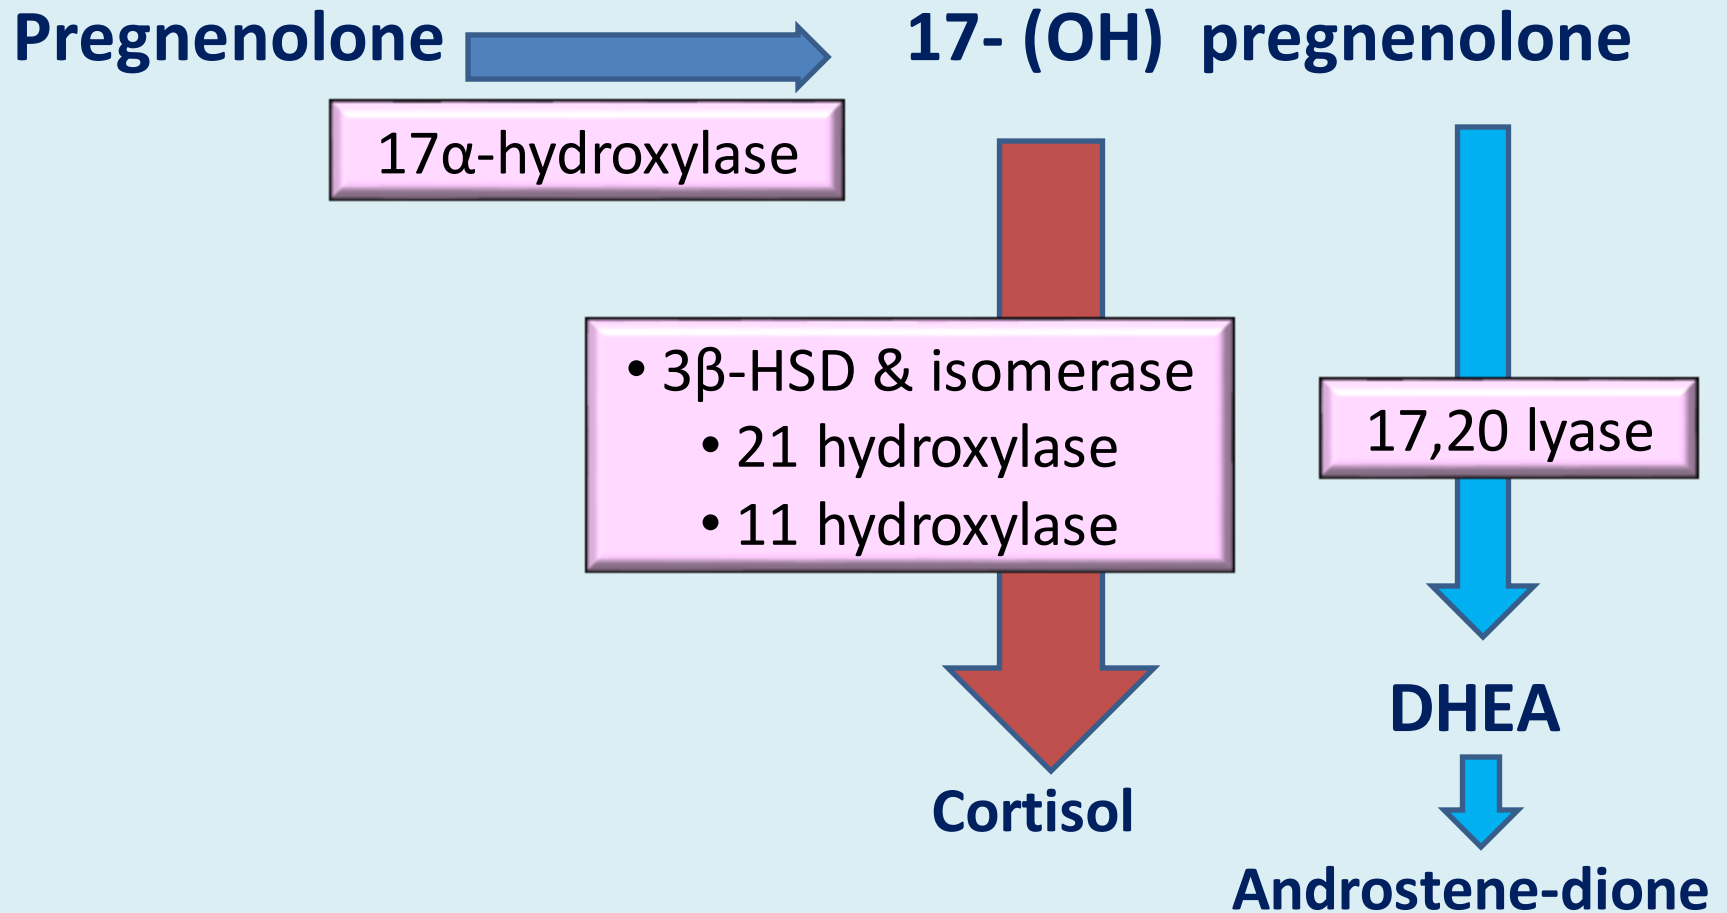 Pregnenolone
17- (OH) pregnenolone
17α-hydroxylase
• 3β-HSD & isomerase
• 21 hydroxylase
• 11 hydroxylase
17,20 lyase
DHEA
Cortisol
Androstene-dione